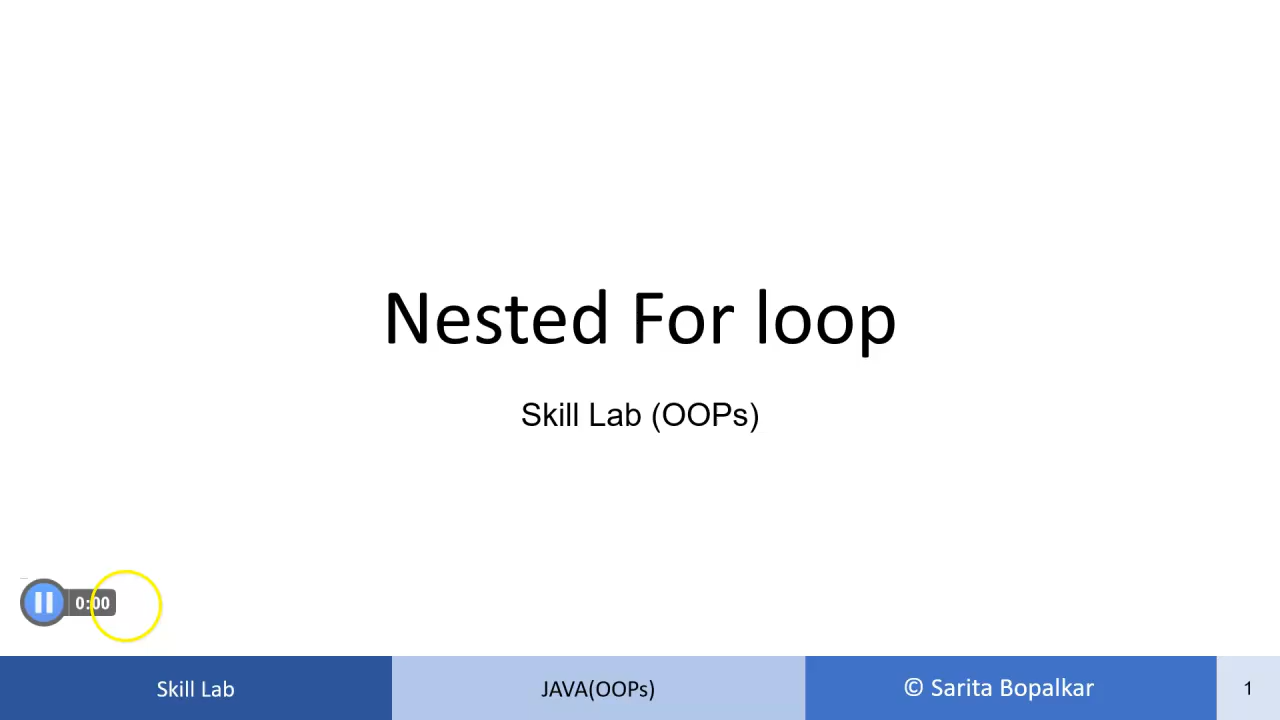 Nested For loop
Skill Lab (OOPs)
0:00
Skill Lab
JAVA(OOPs)
© Sarita Bopalkar
1